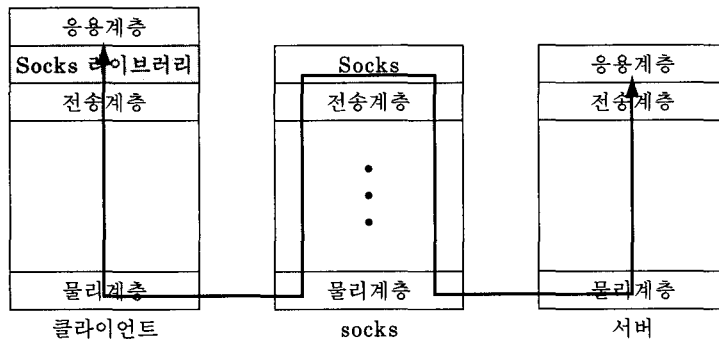 응용계층
Socks 라이브러리
전송계층
물리계층
클라이언트
Socks
전송계층
물리계층
socks
응용계층
전송계층
물리계층
서버